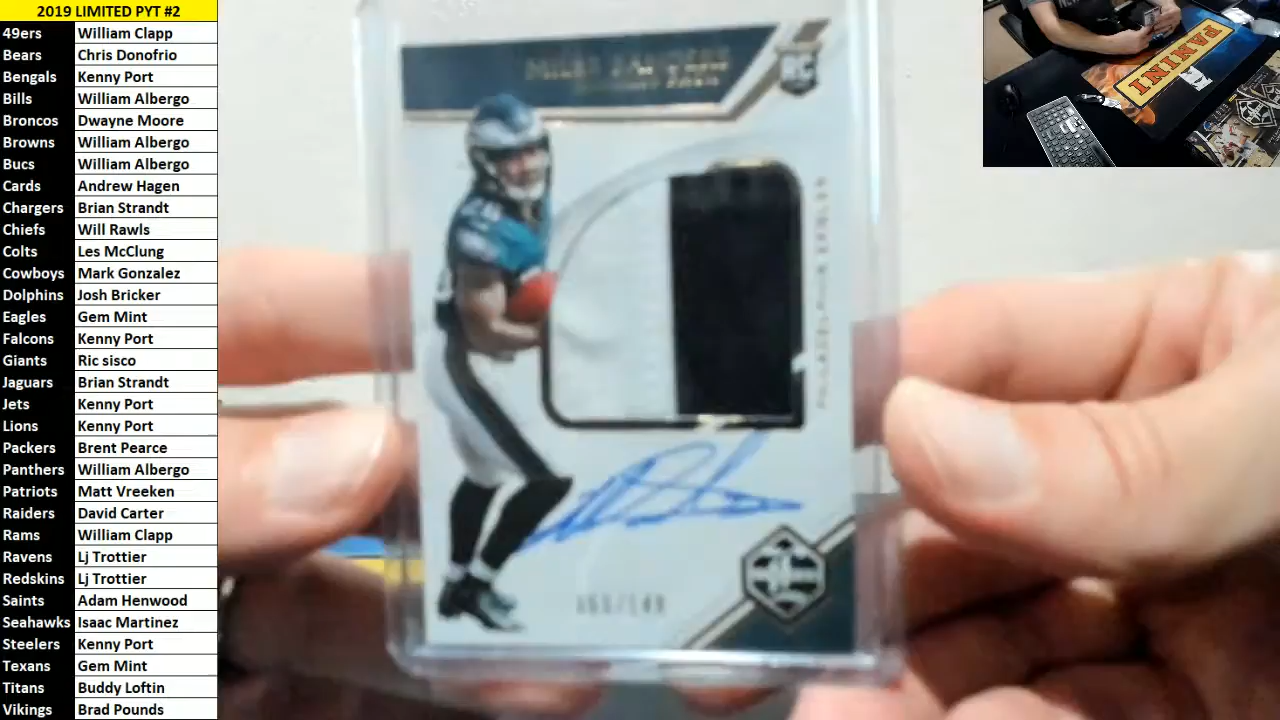 2019 LIMITED PYT #2
49ers William Clapp
Bears Chris Donofrio
Bengals Kenny Port
Bills William Albergo
Broncos Dwayne Moore
Browns William Albergo
Bucs William Albergo
Cards Andrew Hagen
Chargers Brian Strandt
Chiefs Will Rawls
Colts Les McClung
Cowboys Mark Gonzalez
Dolphins Josh Bricker
Eagles Gem Mint
Falcons Kenny Port
Giants Ric sisco
Jaguars Brian Strandt
Jets Kenny Port
Lions Kenny Port
Packers Brent Pearce
Panthers William Albergo
Patriots Matt Vreeken
Raiders David Carter
Rams William Clapp
Ravens Lj Trottier
Redskins Lj Trottier
Saints Adam Henwood
Seahawks Isaac Martinez
Steelers Kenny Port
Texans Gem Mint
Titans Buddy Loftin
Vikings Brad Pounds
MILES SANDERS
RC
PHILADELPHIA EAGLES
PANINI